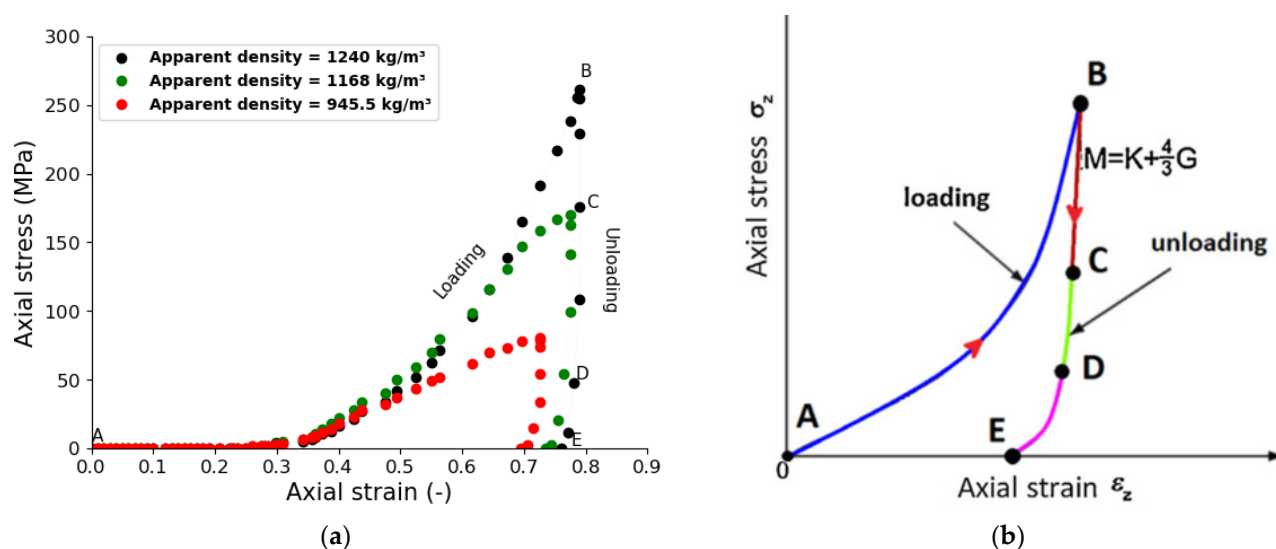 300
250
200
150
100
50
0
Axial stress (MPa)
Apparent density = 1240 kg/m³
Apparent density = 1168 kg/m³
Apparent density = 945.5 kg/m³
A
B
C
D
E
Loading
Unloading
0.0 0.1 0.2 0.3 0.4 0.5 0.6 0.7 0.8 0.9
Axial strain (-)
(a)
Axial stress σz
B
M=K+4/3G
loading
unloading
C
D
A
E
0
Axial strain εz
(b)